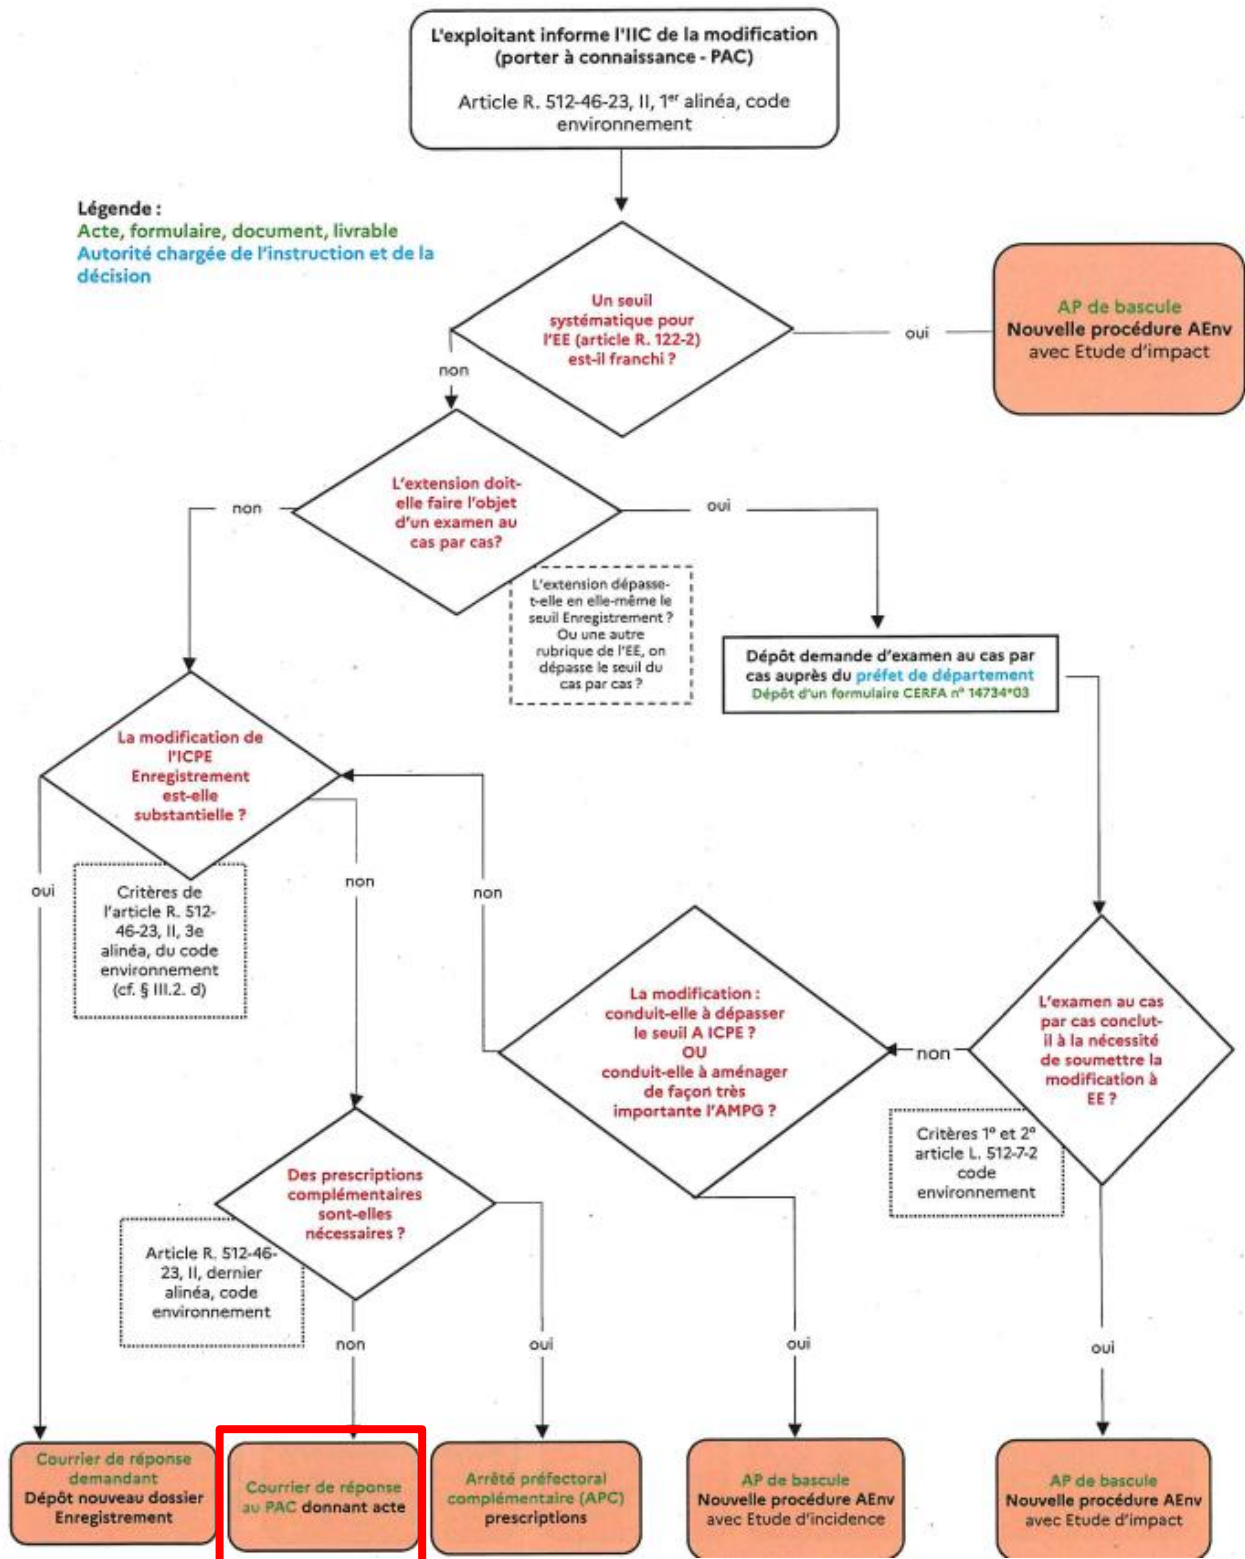 L'exploitant informe l'IIC de la modification
(porter à connaissance - PAC)
Article R. 512-46-23, II, 1er alinéa, code
environnement
Légende :
Acte, formulaire, document, livrable
Autorité chargée de l'instruction et de la
décision
Un seuil
systématique pour
l'EE (article R. 122-2)
est-il franchi ?
oui
AP de bascule
Nouvelle procédure AEnv
avec Etude d'impact
non
L'extension doit-
elle faire l'objet
d'un examen au
cas par cas?
non
oui
L'extension dépasse-
t-elle en elle-même le
seuil Enregistrement ?
Ou une autre
rubrique de l'EE, on
dépasse le seuil du
cas par cas ?
Dépôt demande d'examen au cas par
cas auprès du préfet de département
Dépôt d'un formulaire CERFA nº 14734*03
La modification de
l'ICPE
Enregistrement
est-elle
substantielle ?
oui
Critères de
l'article R. 512-
46-23, II, 3e
alinéa, du code
environnement
(cf. § III.2. d)
non
non
La modification :
conduit-elle à dépasser
le seuil A ICPE ?
OU
conduit-elle à aménager
de façon très
importante l'AMPG ?
non
L'examen au cas
par cas conclut-
il à la nécessité
de soumettre la
modification à
EE ?
Critères 1º et 2º
article L. 512-7-2
code
environnement
Des prescriptions
complémentaires
sont-elles
nécessaires ?
Article R. 512-46-
23, II, dernier
alinéa, code
environnement
non
oui
oui
oui
Courrier de réponse
demandant
Dépôt nouveau dossier
Enregistrement
Courrier de réponse
au PAC donnant acte
Arrêté préfectoral
complémentaire (APC)
prescriptions
AP de bascule
Nouvelle procédure AEnv
avec Etude d'incidence
AP de bascule
Nouvelle procédure AEnv
avec Etude d'impact